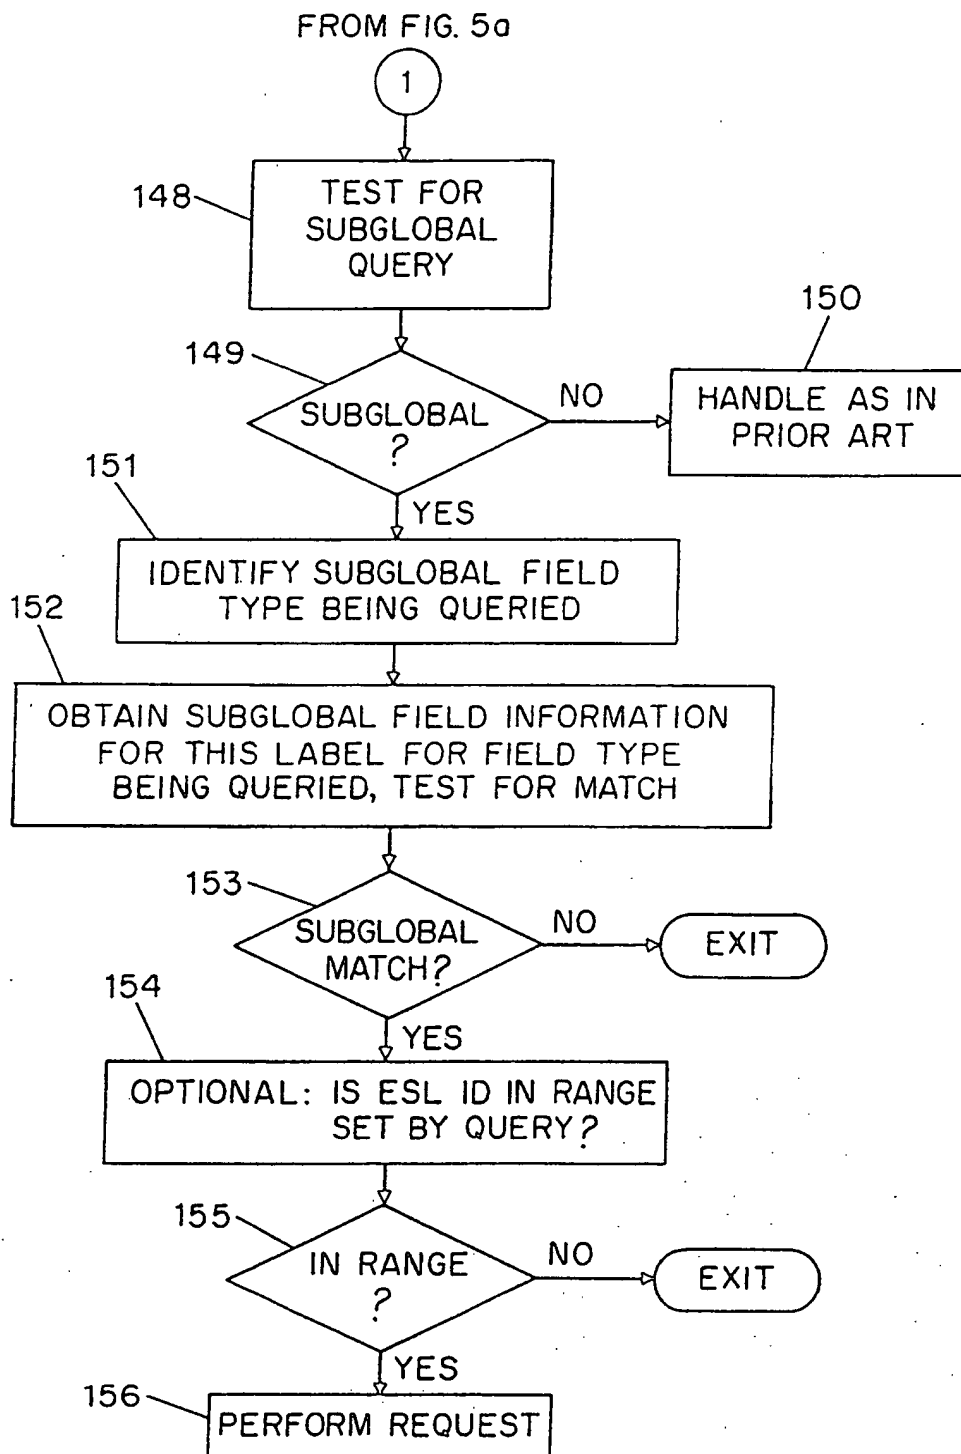 FROM FIG. 5a
1
148
TEST FOR
SUBGLOBAL
QUERY
149
SUBGLOBAL
?
NO
150
HANDLE AS IN
PRIOR ART
YES
151
IDENTIFY SUBGLOBAL FIELD
TYPE BEING QUERIED
152
OBTAIN SUBGLOBAL FIELD INFORMATION
FOR THIS LABEL FOR FIELD TYPE
BEING QUERIED, TEST FOR MATCH
153
SUBGLOBAL
MATCH?
NO
EXIT
YES
154
OPTIONAL: IS ESL ID IN RANGE
SET BY QUERY?
155
IN RANGE
?
NO
EXIT
YES
156
PERFORM REQUEST